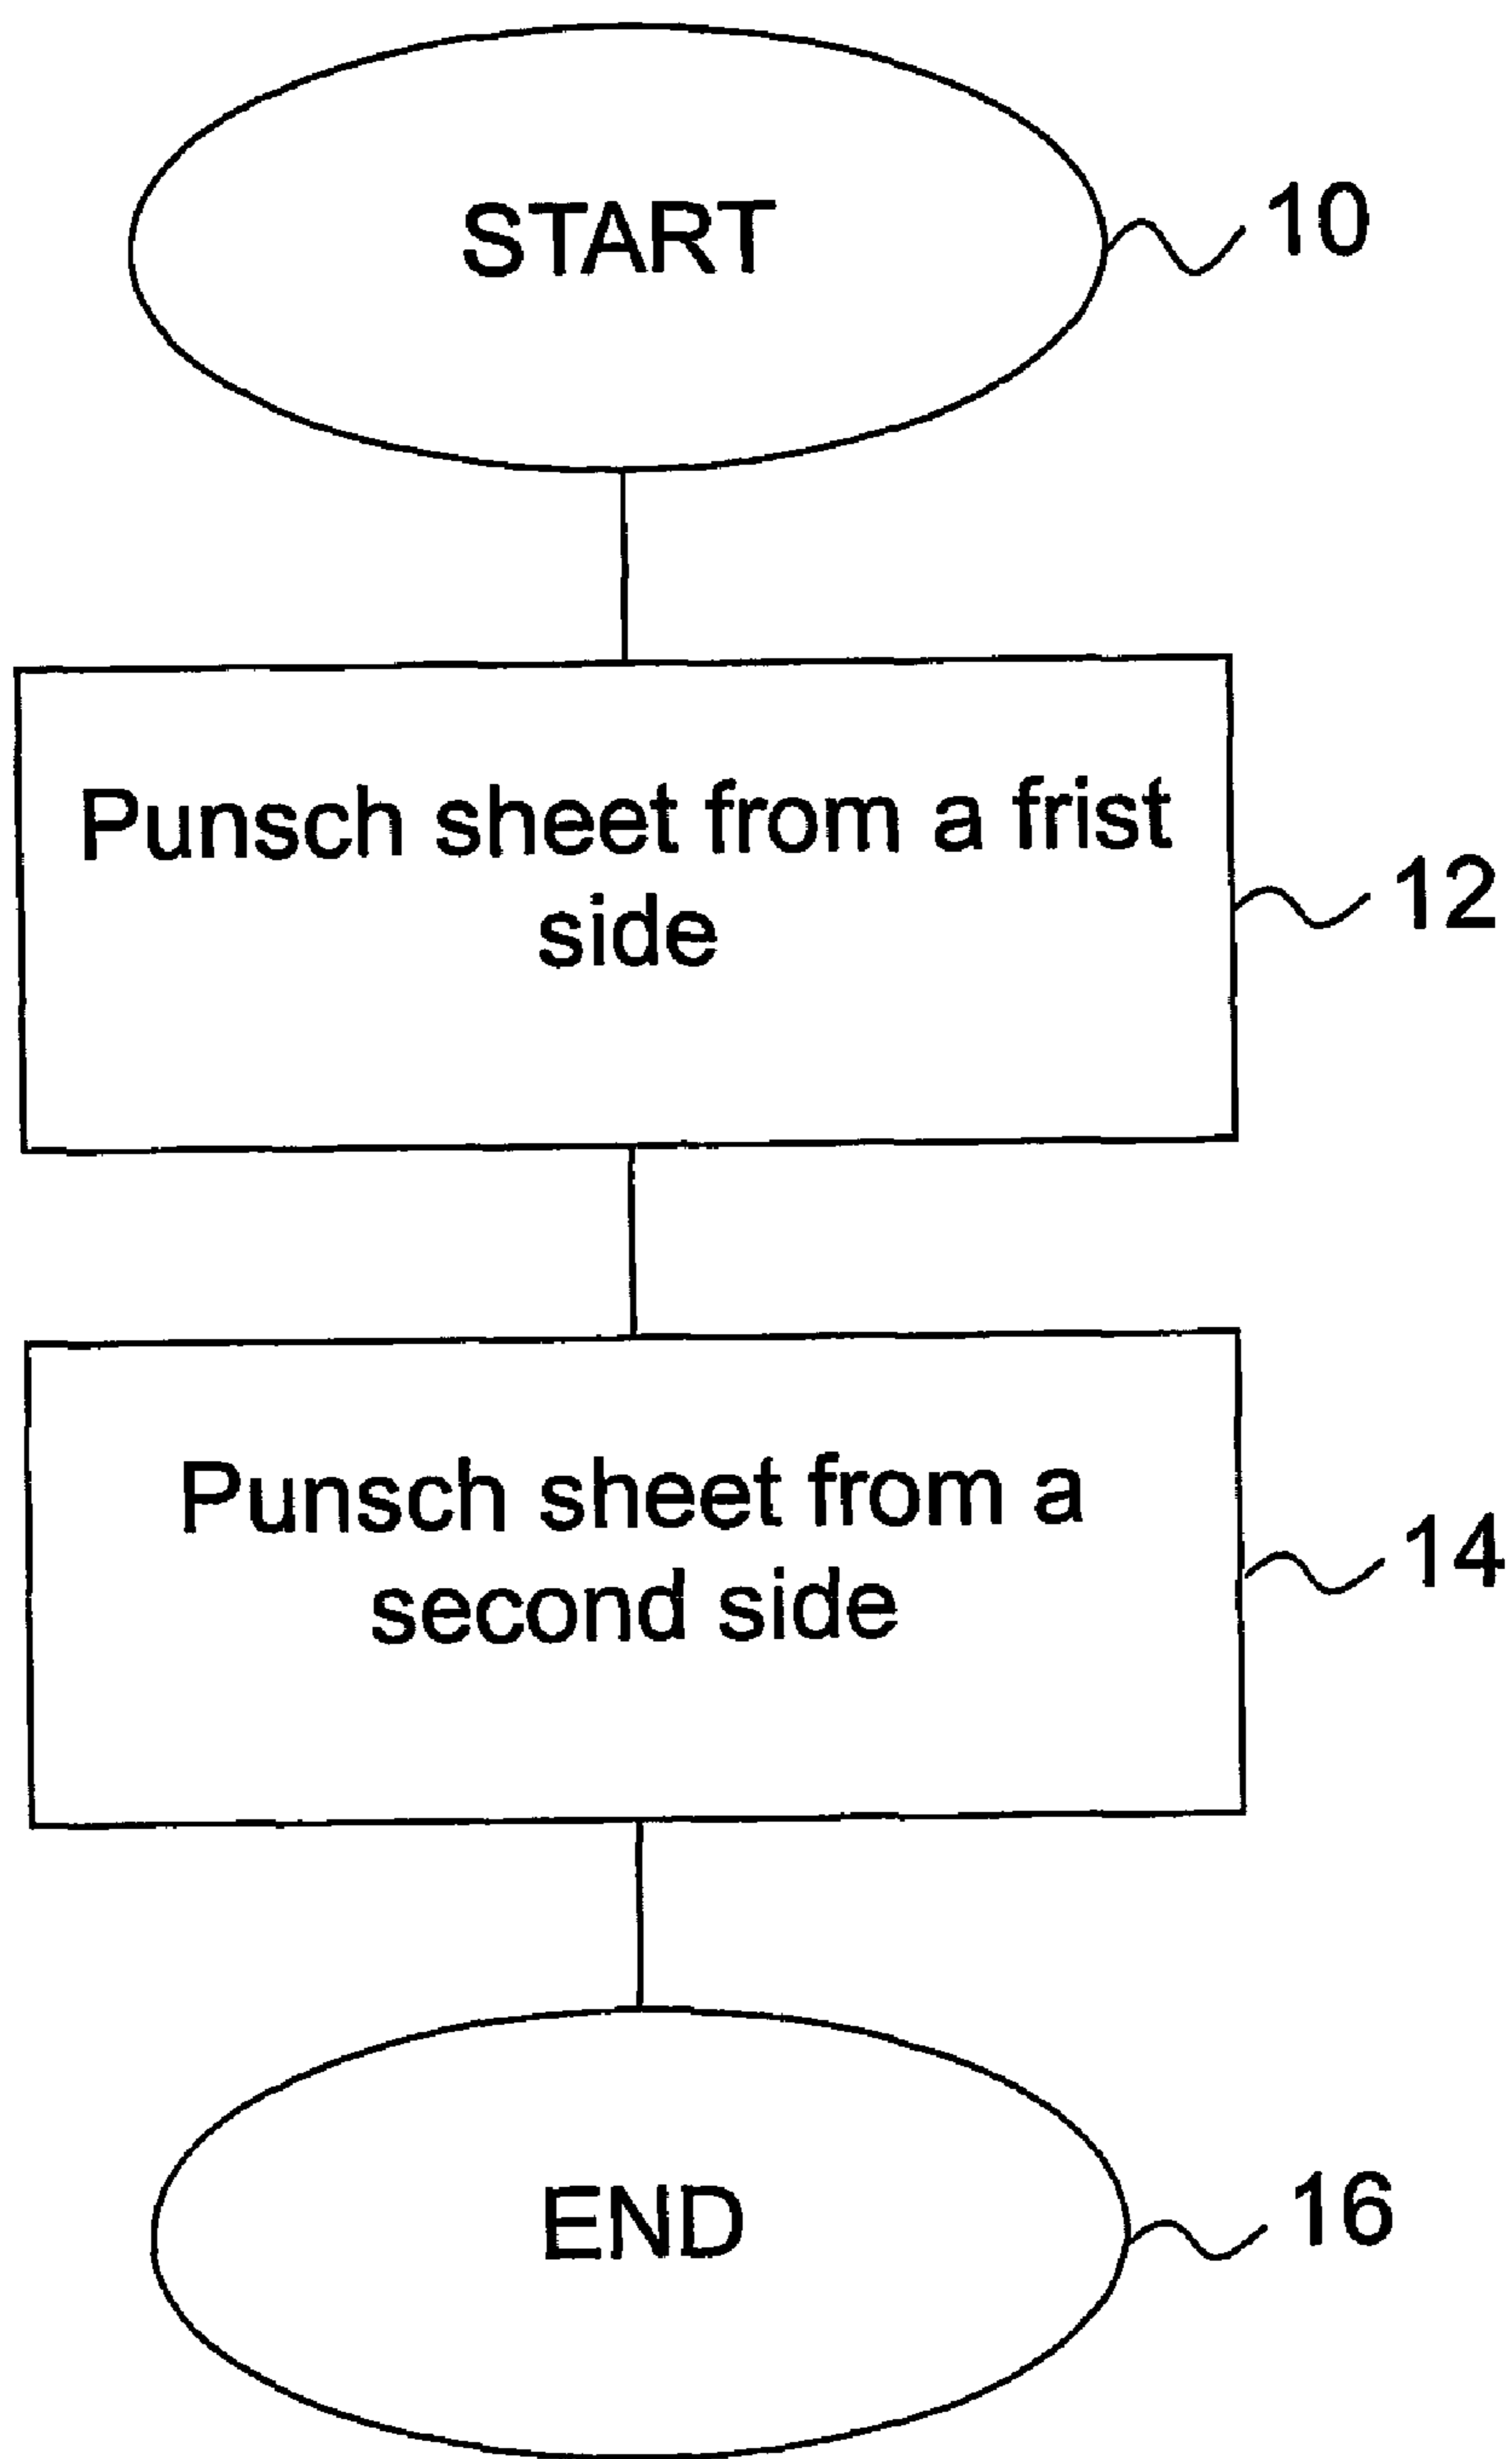 START
10
Punsch sheet from a frist
side
12
Punsch sheet from a
second side
14
END
16